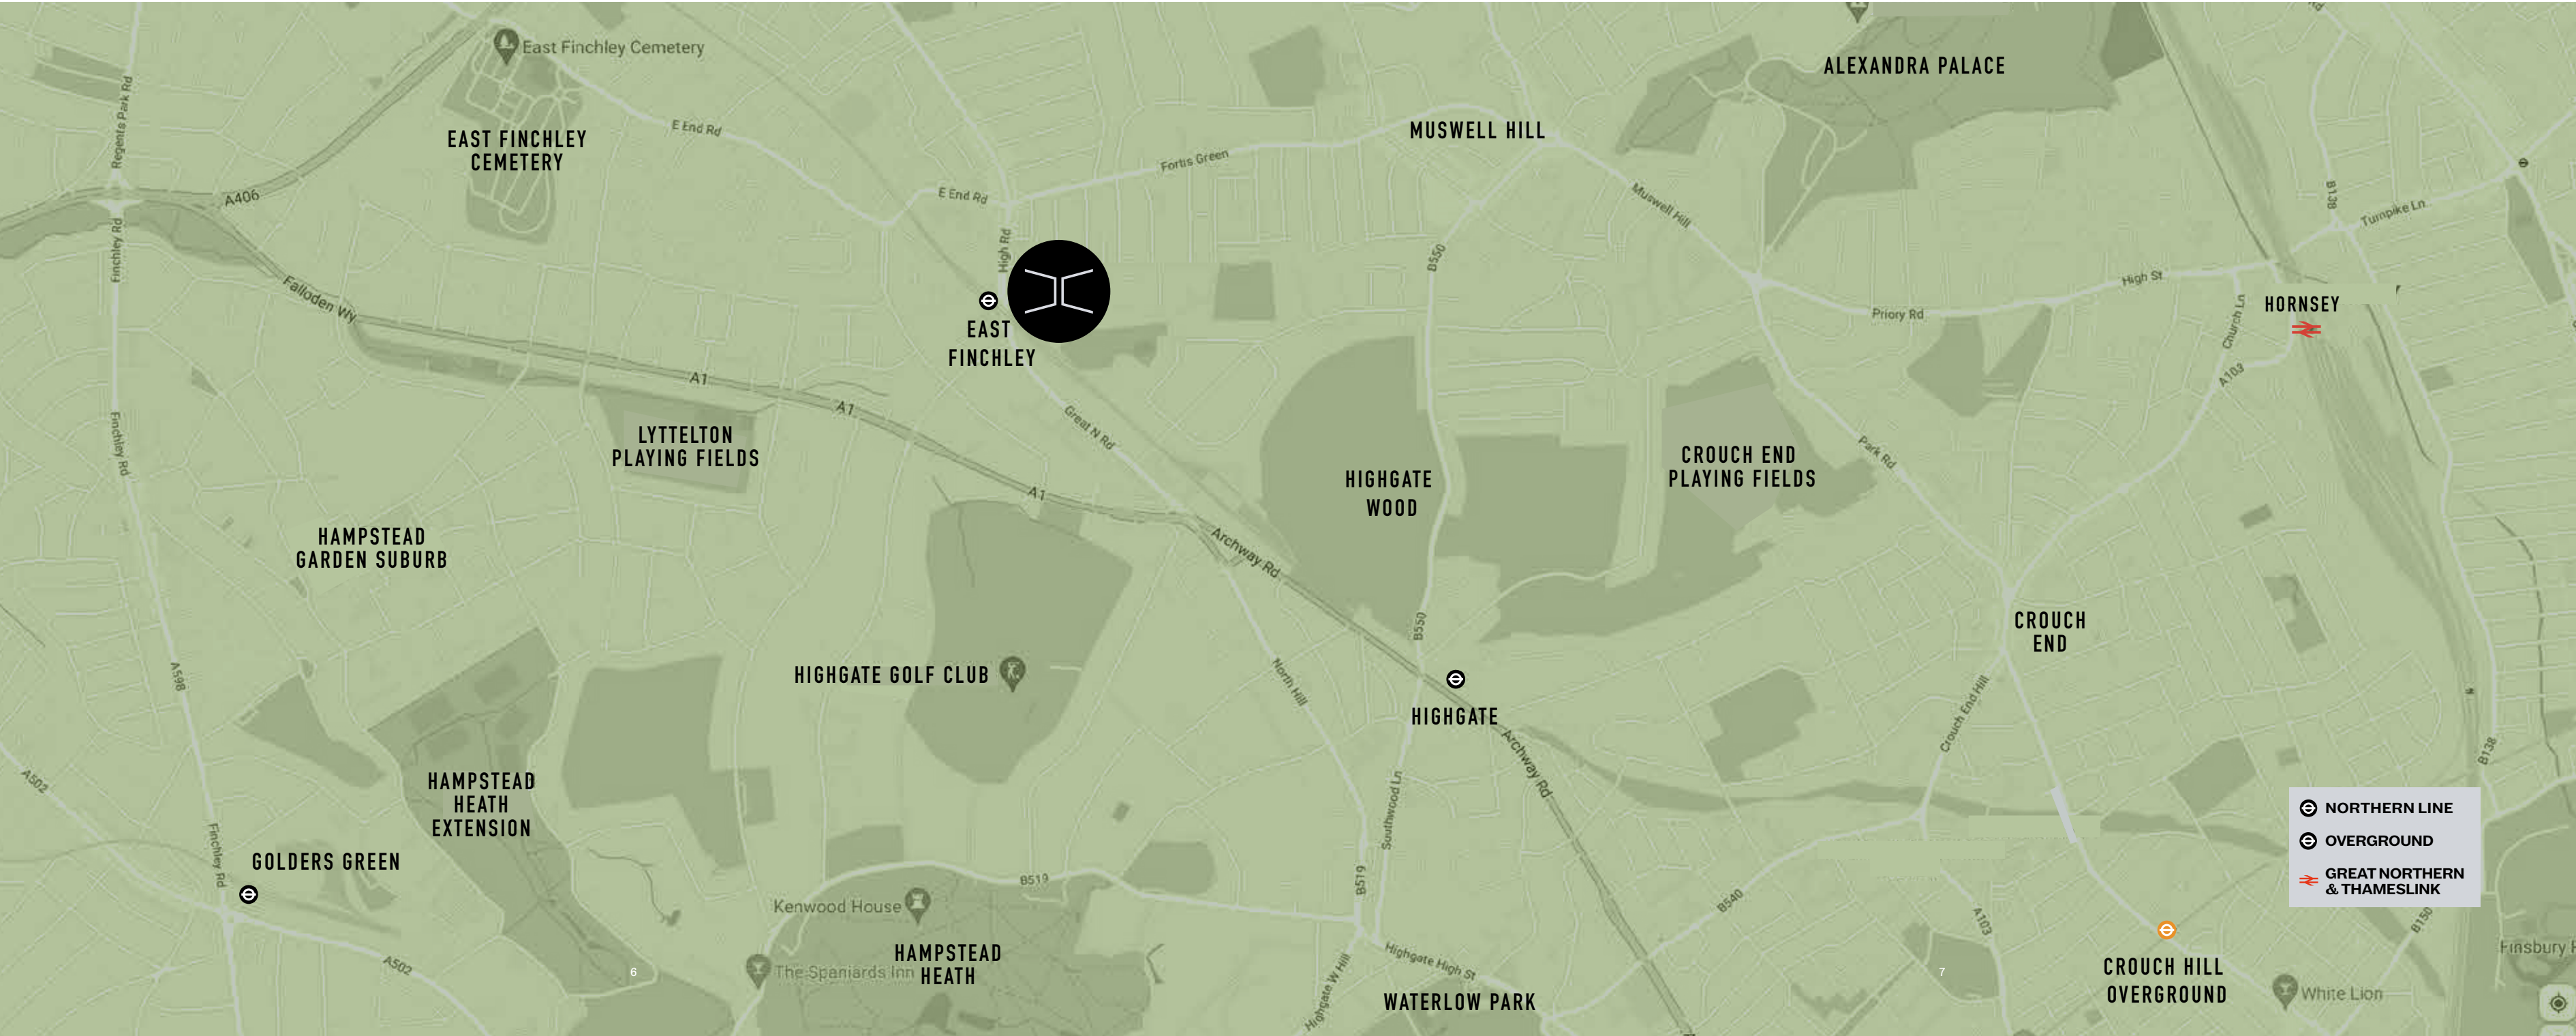 East Finchley Cemetery
Regents Park Rd
ALEXANDRA PALACE
E End Rd
MUSWELL HILL
EAST FINCHLEY
CEMETERY
Fortis Green
A406
E End Rd
Muswell Hill
B138
Turnpike Ln
Finchley Rd
High Rd
B550
Falloden Wy
High St
EAST
FINCHLEY
Priory Rd
HORNSEY
Church Ln
A103
A1
A1
Great N Rd
Finchley Rd
LYTTELTON
PLAYING FIELDS
Park Rd
CROUCH END
PLAYING FIELDS
HIGHGATE
WOOD
A1
HAMPSTEAD
GARDEN SUBURB
Archway Rd
B550
CROUCH
END
A598
HIGHGATE GOLF CLUB
North Hill
HIGHGATE
Crouch End Hill
Archway Rd
B138
A502
HAMPSTEAD
HEATH
EXTENSION
Southwood Ln
NORTHERN LINE
OVERGROUND
GREAT NORTHERN
& THAMESLINK
Finchley Rd
GOLDERS GREEN
B519
B519
Kenwood House
B540
A103
B150
A502
HAMPSTEAD
HEATH
The Spaniards Inn
6
Highgate High St
7
CROUCH HILL
OVERGROUND
Highgate W Hill
WATERLOW PARK
White Lion
Finsbury